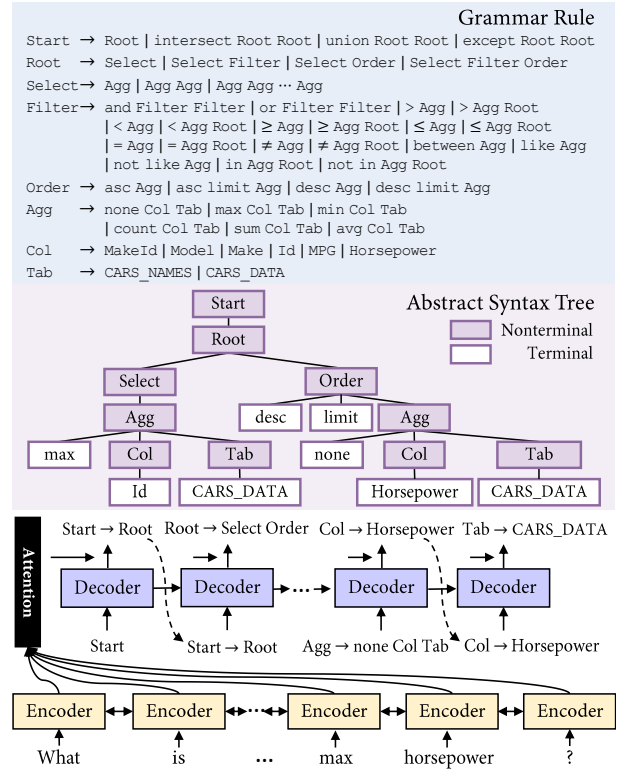 Grammar Rule
Start → Root | intersect Root Root | union Root Root | except Root Root
Root → Select | Select Filter | Select Order | Select Filter Order
Select → Agg | Agg Agg | Agg Agg ⋯ Agg
Filter → and Filter Filter | or Filter Filter | > Agg | > Agg Root
| < Agg | < Agg Root | ≥ Agg | ≥ Agg Root | ≤ Agg | ≤ Agg Root
| = Agg | = Agg Root | ≠ Agg | ≠ Agg Root | between Agg | like Agg
| not like Agg | in Agg Root | not in Agg Root
Order → asc Agg | asc limit Agg | desc Agg | desc limit Agg
Agg → none Col Tab | max Col Tab | min Col Tab
| count Col Tab | sum Col Tab | avg Col Tab
Col → MakeId | Model | Make | Id | MPG | Horsepower
Tab → CARS_NAMES | CARS_DATA
Abstract Syntax Tree
Nonterminal
Terminal
Start
Root
Select Order
Agg desc limit Agg
max Col Tab none Col Tab
Id CARS_DATA Horsepower CARS_DATA
Attention
Start → Root Root → Select Order Col → Horsepower Tab → CARS_DATA
Decoder Decoder ... Decoder Decoder
Start Start → Root Agg → none Col Tab Col → Horsepower
Encoder Encoder ... Encoder Encoder Encoder
What is ... max horsepower ?